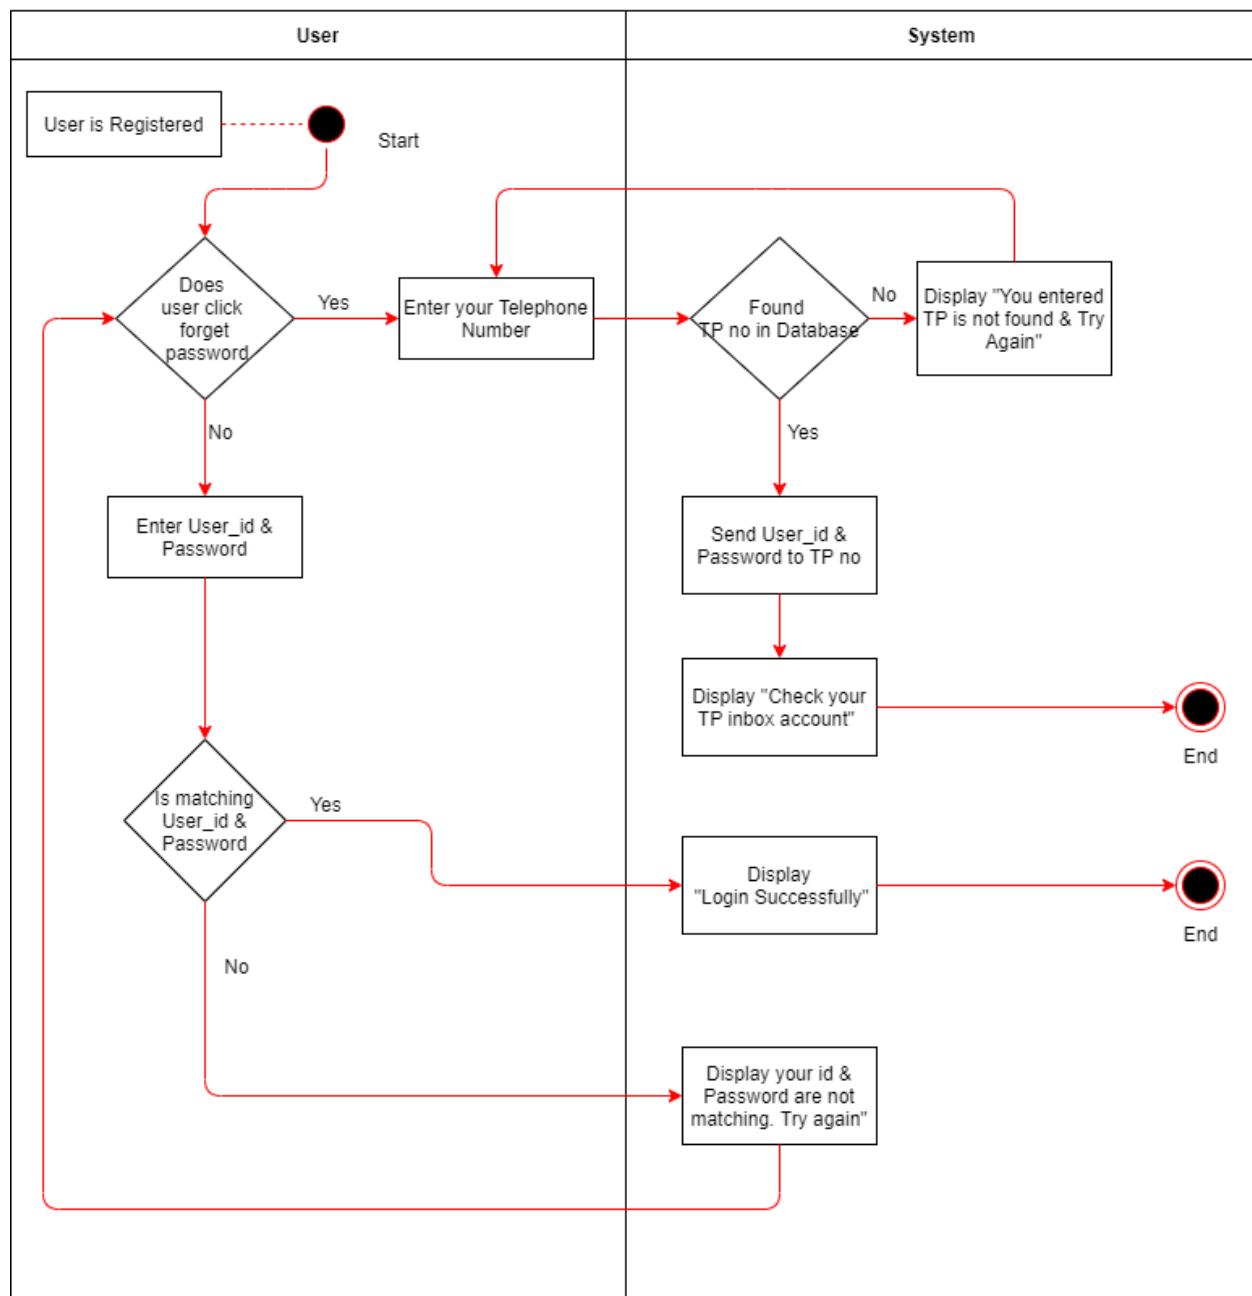 User
System
User is Registered
Start
Does
user click
forget
password
Yes
Enter your Telephone
Number
Found
TP no in Database
No
Display "You entered
TP is not found & Try
Again"
No
Yes
Enter User_id &
Password
Send User_id &
Password to TP no
Display "Check your
TP inbox account"
End
Is matching
User_id &
Password
Yes
Display
"Login Successfully"
End
No
Display your id &
Password are not
matching. Try again"